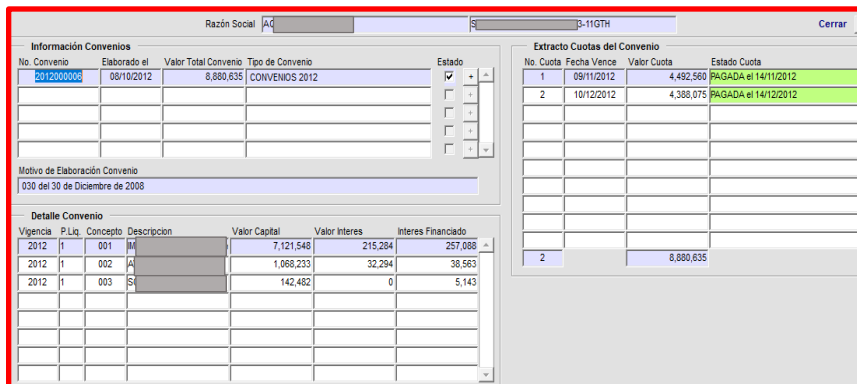 Razón Social AC S 3-11GTH Cerrar
Información Convenios
No. Convenio Elaborado el Valor Total Convenio Tipo de Convenio Estado
2012000006 08/10/2012 8,880,635 CONVENIOS 2012
Motivo de Elaboración Convenio
030 del 30 de Diciembre de 2008
Detalle Convenio
Vigencia P.Liq. Concepto Descripcion Valor Capital Valor Interes Interes Financiado
2012 1 001 IM 7,121,548 215,284 257,088
2012 1 002 A 1,068,233 32,294 38,563
2012 1 003 S 142,482 0 5,143
Extracto Cuotas del Convenio
No. Cuota Fecha Vence Valor Cuota Estado Cuota
1 09/11/2012 4,492,560 PAGADA el 14/11/2012
2 10/12/2012 4,388,075 PAGADA el 14/12/2012
2 8,880,635